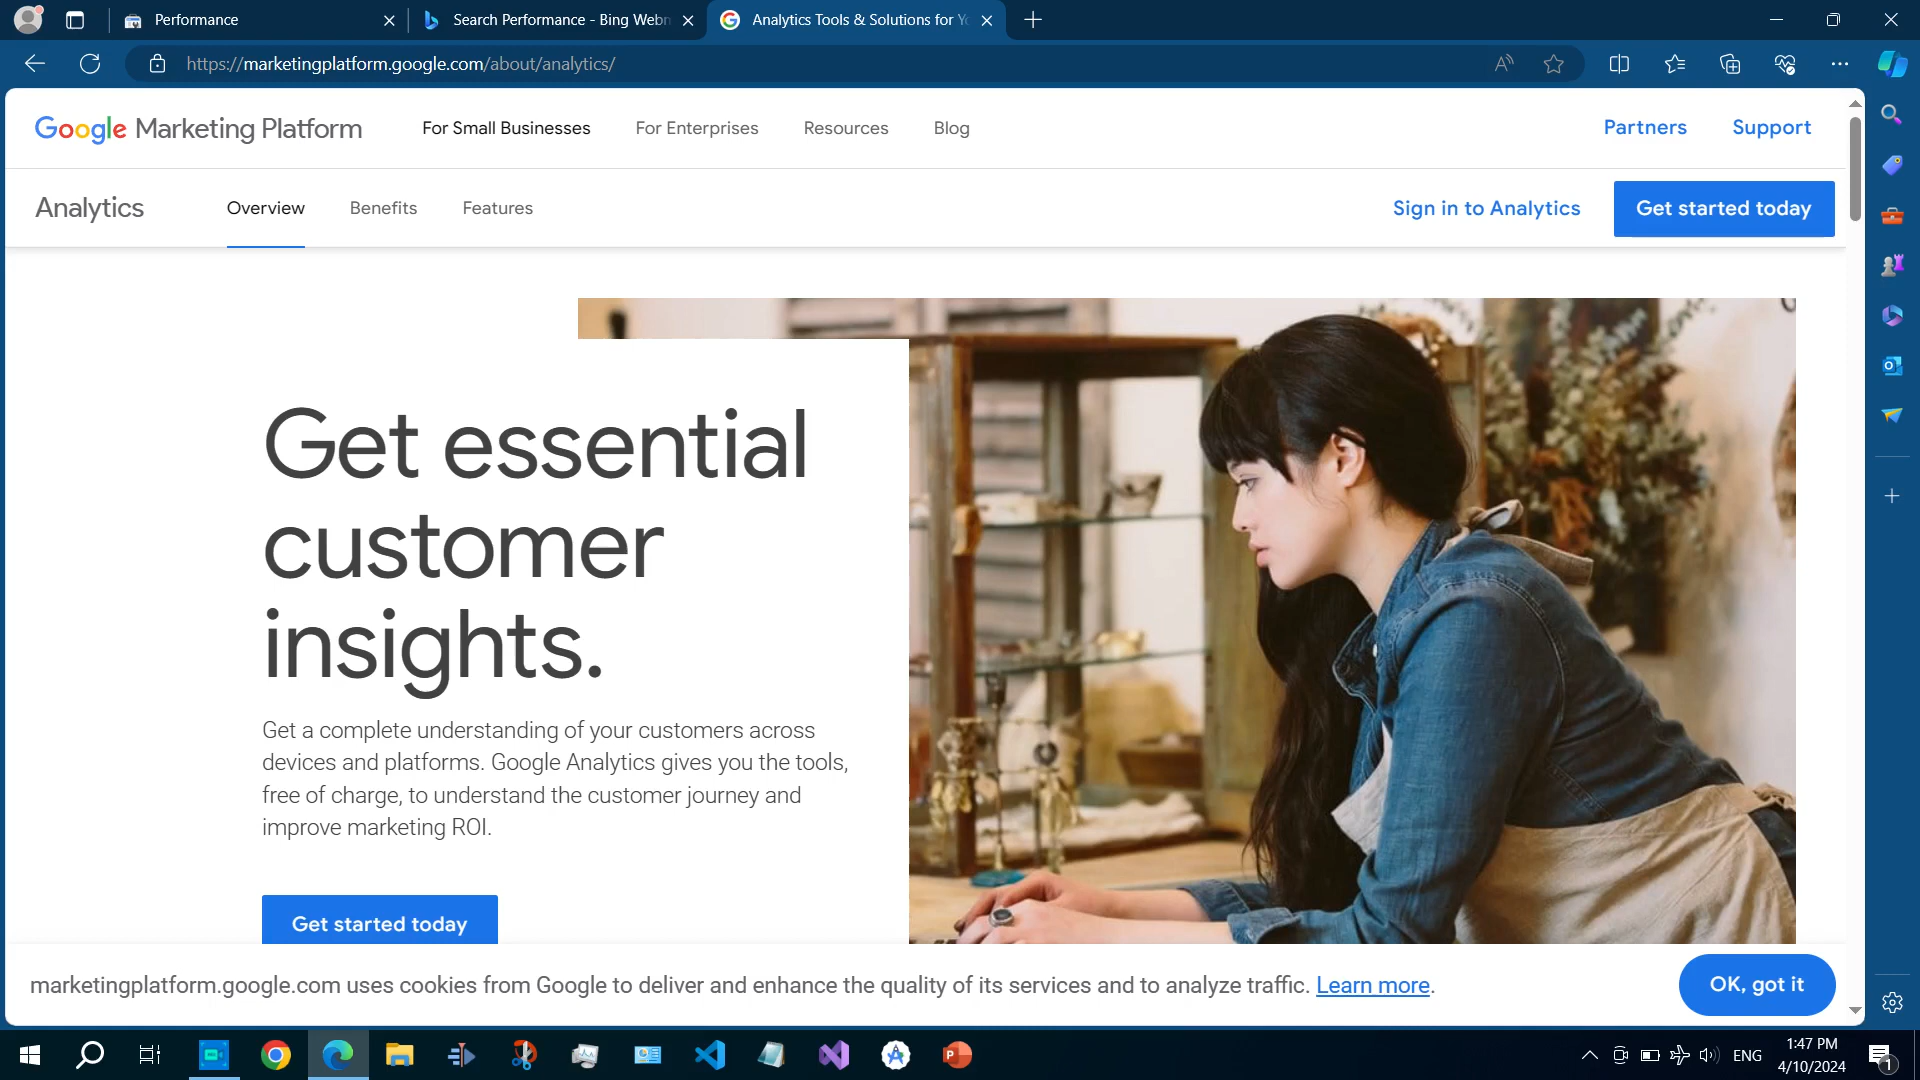 Performance
Search Performance - Bing Webm
Analytics Tools & Solutions for Yo
https://marketingplatform.google.com/about/analytics/
Google Marketing Platform
For Small Businesses
For Enterprises
Resources
Blog
Partners
Support
Analytics
Overview
Benefits
Features
Sign in to Analytics
Get started today
Get essential
customer
insights.
Get a complete understanding of your customers across
devices and platforms. Google Analytics gives you the tools,
free of charge, to understand the customer journey and
improve marketing ROI.
Get started today
marketingplatform.google.com uses cookies from Google to deliver and enhance the quality of its services and to analyze traffic. Learn more.
OK, got it
ENG
1:47 PM
4/10/2024
1